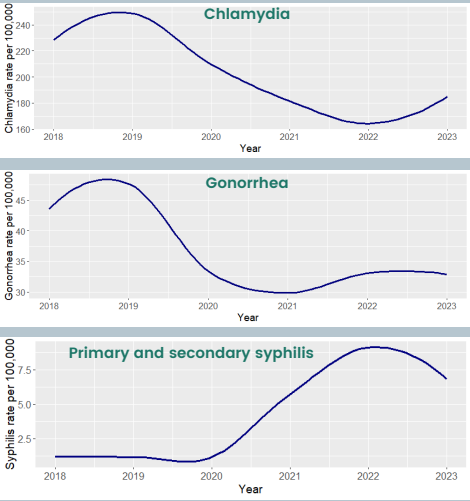 Chlamydia
Chlamydia rate per 100,000
240
220
200
180
160
2018 2019 2020 2021 2022 2023
Year
Gonorrhea
Gonorrhea rate per 100,000
45
40
35
30
2018 2019 2020 2021 2022 2023
Year
Primary and secondary syphilis
Syphilis rate per 100,000
7.5
5.0
2.5
2018 2019 2020 2021 2022 2023
Year